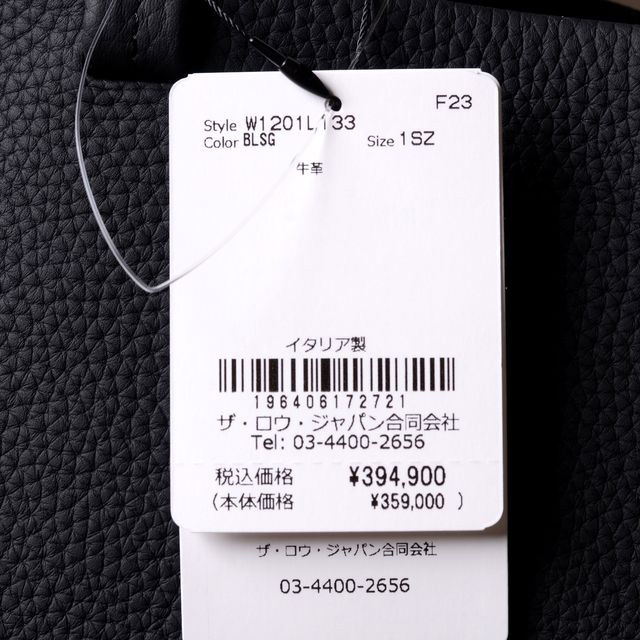 F23
Style W1201L133
Color BLSG Size 1SZ
牛革
イタリア製
196406172721
ザ・ロウ・ジャパン合同会社
Tel: 03-4400-2656
税込価格 ¥394,900
(本体価格 ¥359,000 )
ザ・ロウ・ジャパン合同会社
03-4400-2656